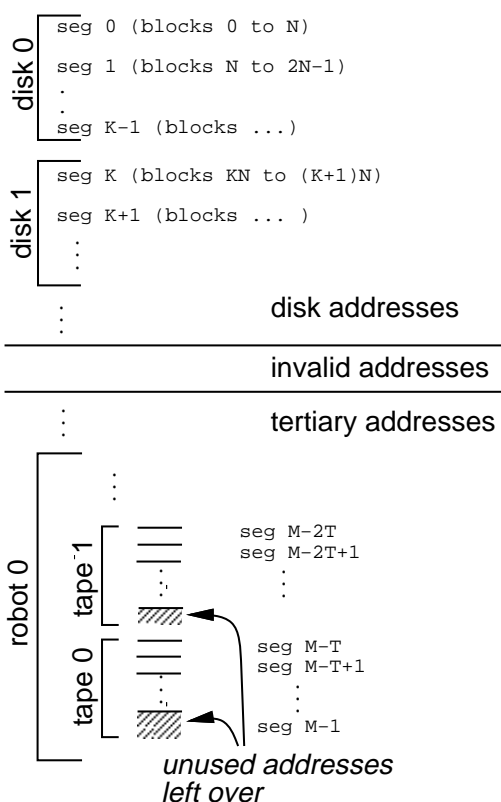 disk 0
seg 0 (blocks 0 to N)
seg 1 (blocks N to 2N-1)
seg K-1 (blocks ...)
disk 1
seg K (blocks KN to (K+1)N)
seg K+1 (blocks ... )
disk addresses
invalid addresses
tertiary addresses
robot 0
tape 1
seg M-2T
seg M-2T+1
tape 0
seg M-T
seg M-T+1
seg M-1
unused addresses
left over